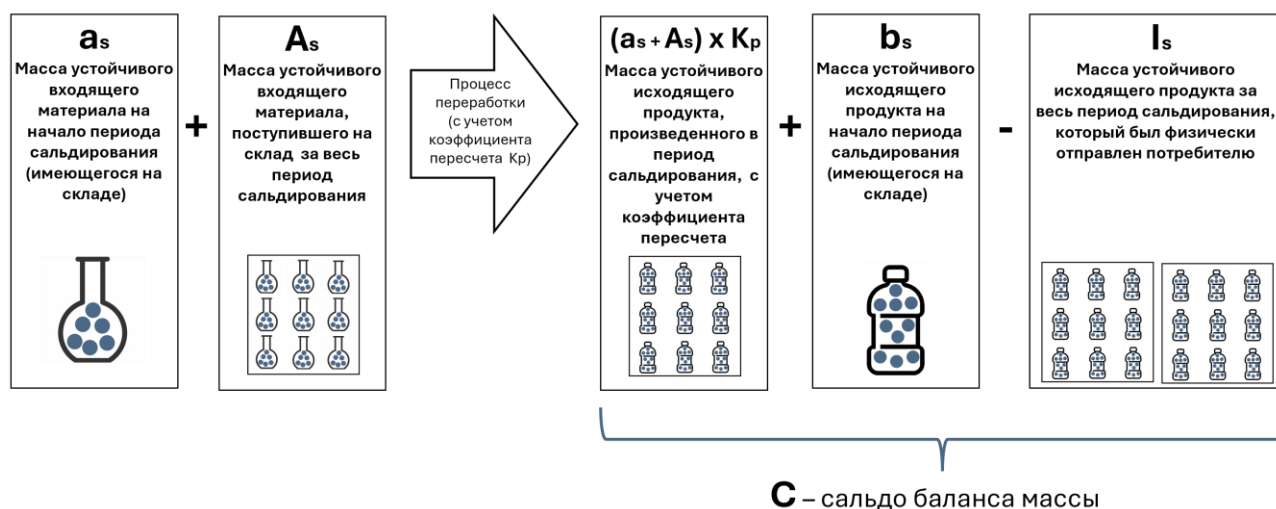 as
Масса устойчивого
входящего
материала на
начало периода
сальдирования
(имеющегося на
складе)
+
As
Масса устойчивого
входящего
материала,
поступившего на
склад за весь
период
сальдирования
Процесс
переработки
(с учетом
коэффициента
пересчета Kp)
(as + As) x Kp
Масса устойчивого
исходящего
продукта,
произведенного в
период
сальдирования, с
учетом
коэффициента
пересчета
+
bs
Масса устойчивого
исходящего
продукта на
начало периода
сальдирования
(имеющегося на
складе)
-
Is
Масса устойчивого
исходящего продукта за
весь период сальдирования,
который был физически
отправлен потребителю
C – сальдо баланса массы